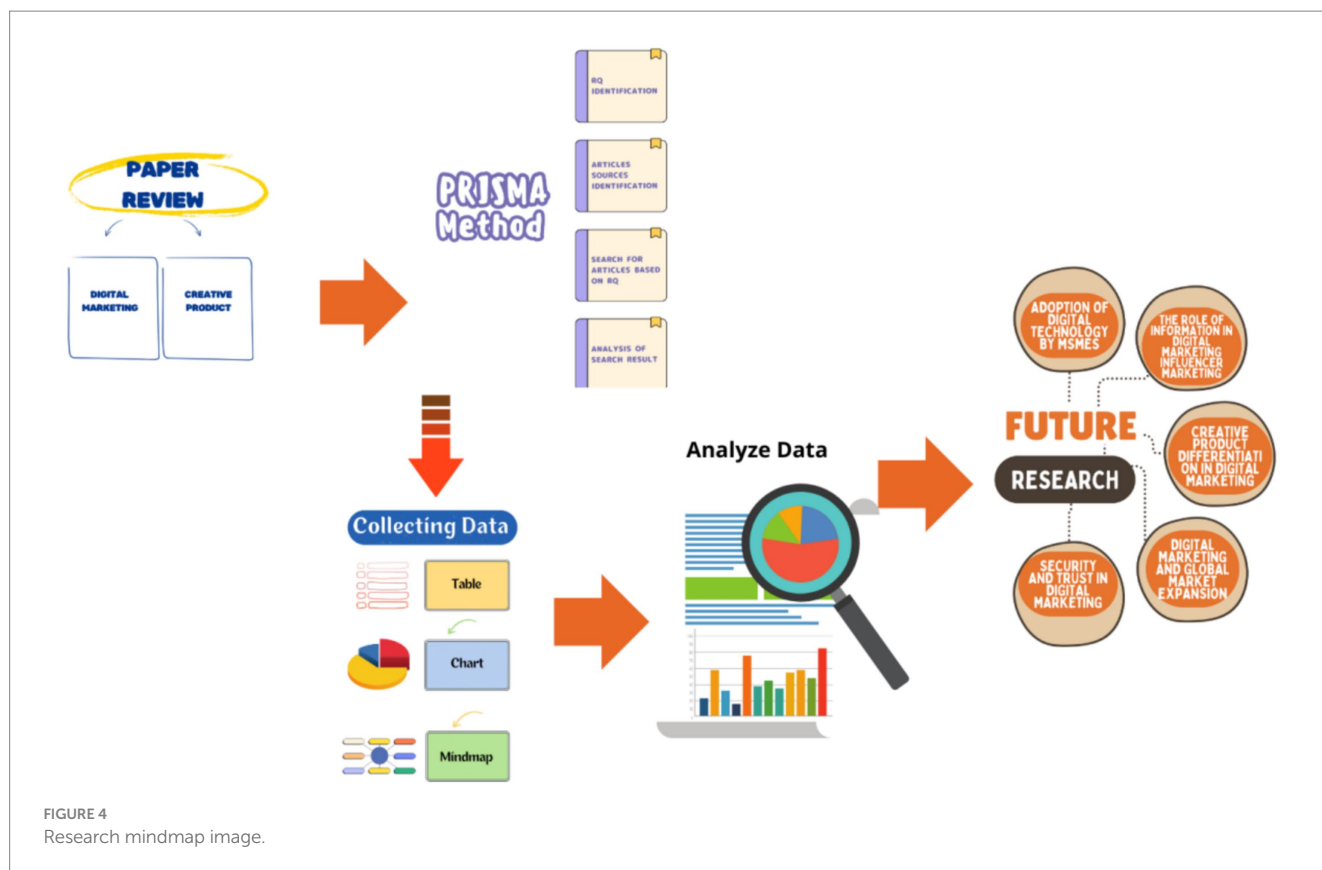 PAPER
REVIEW
DIGITAL
MARKETING
CREATIVE
PRODUCT
PRISMA
Method
RQ
IDENTIFICATION
ARTICLES
SOURCES
IDENTIFICATION
SEARCH FOR
ARTICLES BASED
ON RQ
ANALYSIS OF
SEARCH RESULT
Collecting Data
Table
Chart
Mindmap
Analyze Data
FUTURE
RESEARCH
ADOPTION OF
DIGITAL
TECHNOLOGY
BY MSMES
THE ROLE OF
INFORMATION IN
DIGITAL
MARKETING
INFLUENCER
MARKETING
CREATIVE
PRODUCT
DIFFERENTIATI
ON IN DIGITAL
MARKETING
DIGITAL
MARKETING
AND GLOBAL
MARKET
EXPANSION
SECURITY
AND TRUST IN
DIGITAL
MARKETING
FIGURE 4
Research mindmap image.